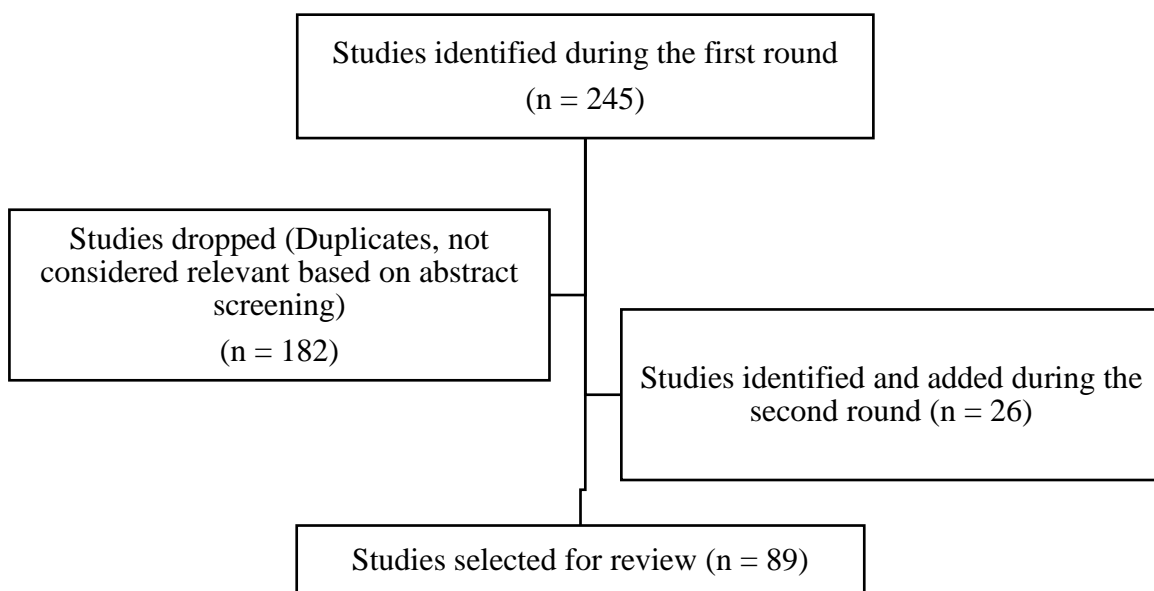 Studies identified during the first round
(n = 245)
Studies dropped (Duplicates, not
considered relevant based on abstract
screening)
(n = 182)
Studies identified and added during the
second round (n = 26)
Studies selected for review (n = 89)